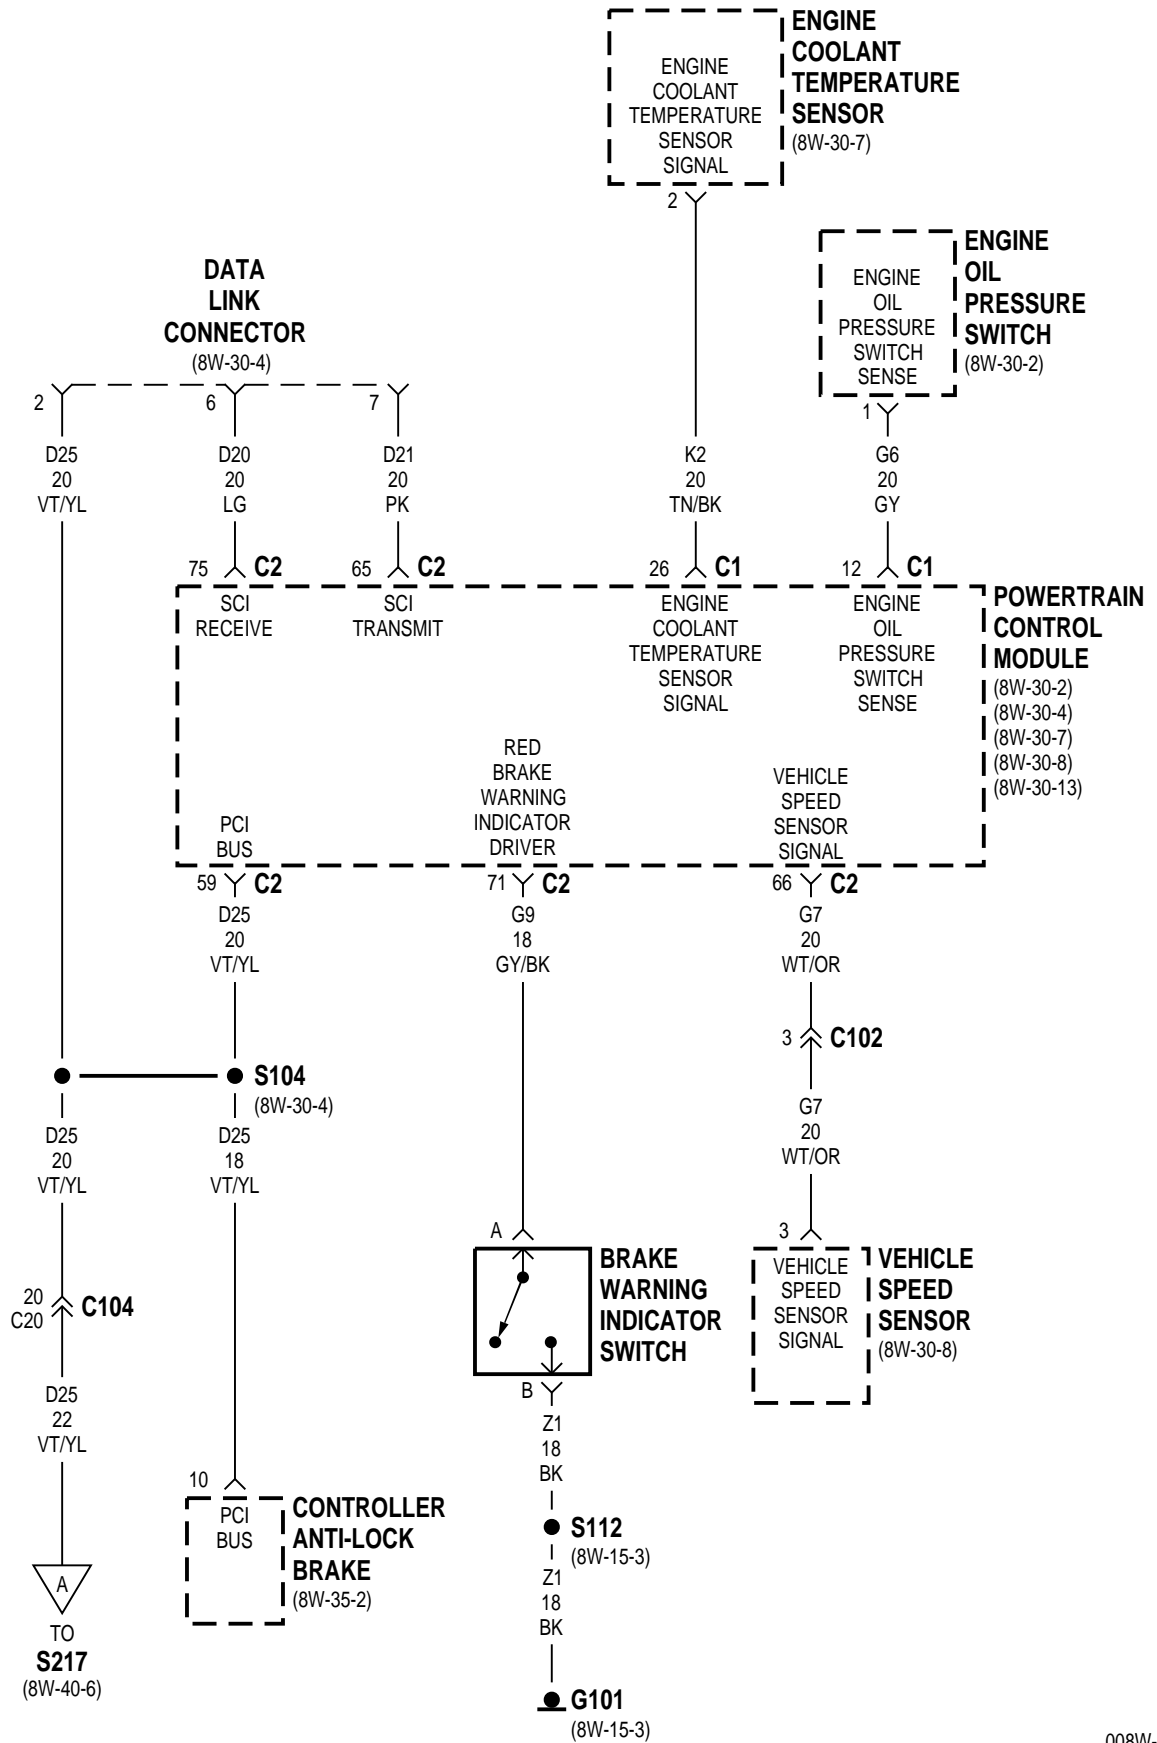 ENGINE
COOLANT
TEMPERATURE
SENSOR
(8W-30-7)
ENGINE
COOLANT
TEMPERATURE
SENSOR
SIGNAL
2
ENGINE
OIL
PRESSURE
SWITCH
(8W-30-2)
ENGINE
OIL
PRESSURE
SWITCH
SENSE
1
DATA
LINK
CONNECTOR
(8W-30-4)
2
6
7
D25
20
VT/YL
D20
20
LG
D21
20
PK
K2
20
TN/BK
G6
20
GY
75
C2
65
C2
26
C1
12
C1
SCI
RECEIVE
SCI
TRANSMIT
ENGINE
COOLANT
TEMPERATURE
SENSOR
SIGNAL
ENGINE
OIL
PRESSURE
SWITCH
SENSE
POWERTRAIN
CONTROL
MODULE
(8W-30-2)
(8W-30-4)
(8W-30-7)
(8W-30-8)
(8W-30-13)
PCI
BUS
RED
BRAKE
WARNING
INDICATOR
DRIVER
VEHICLE
SPEED
SENSOR
SIGNAL
59
C2
71
C2
66
C2
D25
20
VT/YL
G9
18
GY/BK
G7
20
WT/OR
3
C102
S104
(8W-30-4)
D25
20
VT/YL
D25
18
VT/YL
G7
20
WT/OR
A
3
BRAKE
WARNING
INDICATOR
SWITCH
VEHICLE
SPEED
SENSOR
SIGNAL
VEHICLE
SPEED
SENSOR
(8W-30-8)
20
C20
C104
B
D25
22
VT/YL
Z1
18
BK
10
PCI
BUS
CONTROLLER
ANTI-LOCK
BRAKE
(8W-35-2)
S112
(8W-15-3)
Z1
18
BK
A
TO
S217
(8W-40-6)
G101
(8W-15-3)
008W-